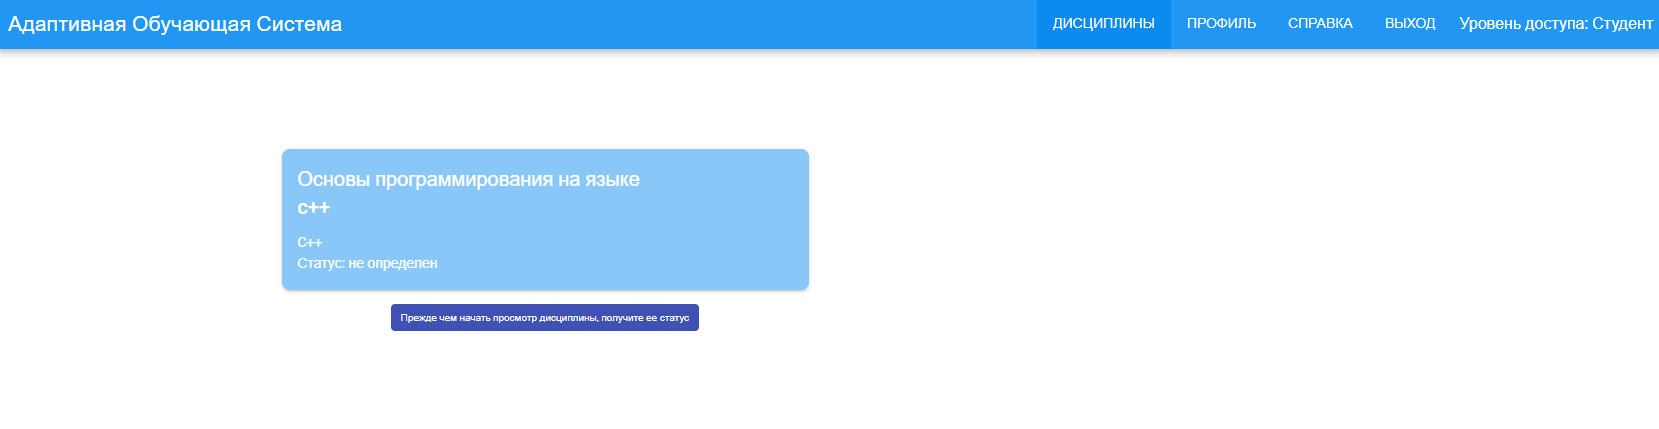 Адаптивная Обучающая Система
ДИСЦИПЛИНЫ ПРОФИЛЬ СПРАВКА ВЫХОД Уровень доступа: Студент
Основы программирования на языке
с++
С++
Статус: не определен
Прежде чем начать просмотр дисциплины, получите ее статус